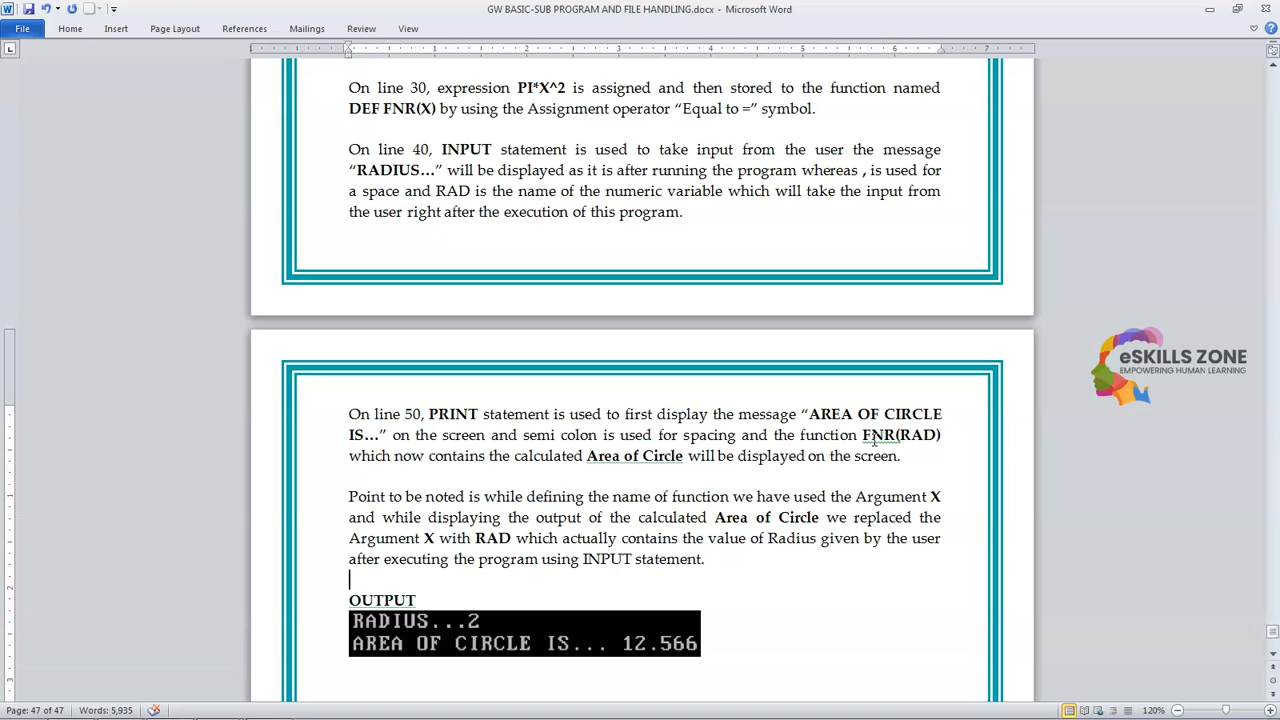 GW BASIC-SUB PROGRAM AND FILE HANDLING.docx - Microsoft Word
File Home Insert Page Layout References Mailings Review View
1 2 3 4 5 6 7
On line 30, expression PI*X^2 is assigned and then stored to the function named
DEF FNR(X) by using the Assignment operator “Equal to =” symbol.
On line 40, INPUT statement is used to take input from the user the message
“RADIUS…” will be displayed as it is after running the program whereas , is used for
a space and RAD is the name of the numeric variable which will take the input from
the user right after the execution of this program.
eSKILLS ZONE
EMPOWERING HUMAN LEARNING
On line 50, PRINT statement is used to first display the message “AREA OF CIRCLE
IS…” on the screen and semi colon is used for spacing and the function FNR(RAD)
which now contains the calculated Area of Circle will be displayed on the screen.
Point to be noted is while defining the name of function we have used the Argument X
and while displaying the output of the calculated Area of Circle we replaced the
Argument X with RAD which actually contains the value of Radius given by the user
after executing the program using INPUT statement.
OUTPUT
RADIUS...2
AREA OF CIRCLE IS... 12.566
Page: 47 of 47 Words: 5,935 120%